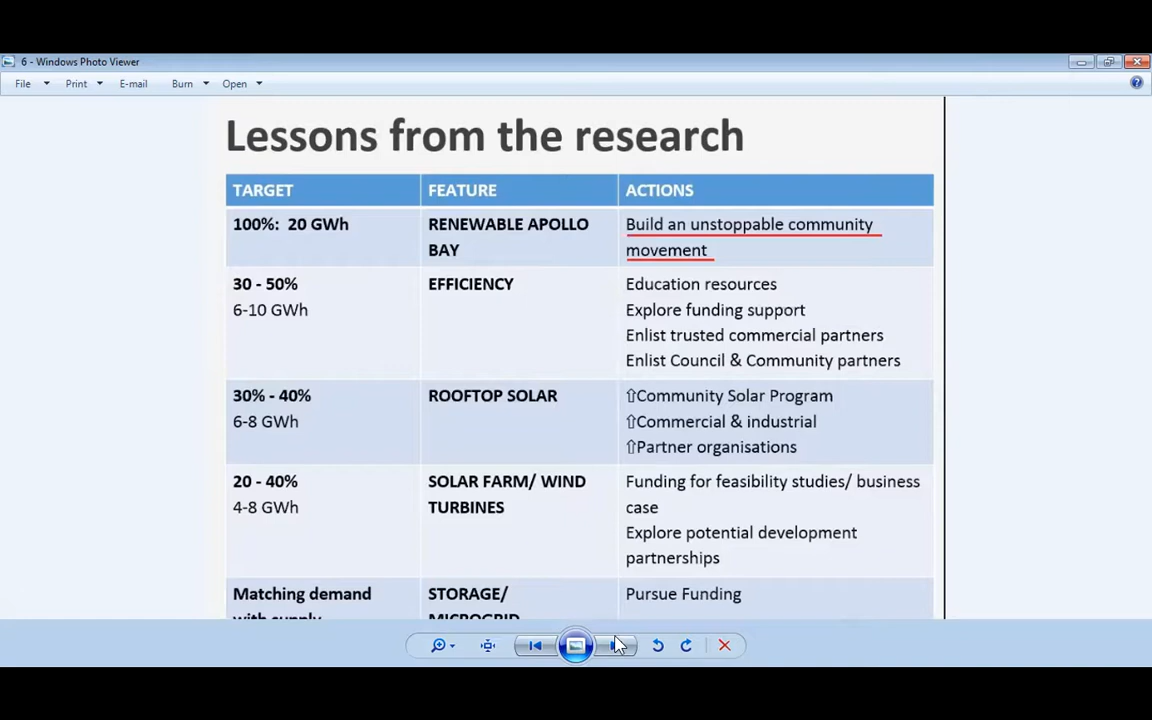 6 - Windows Photo Viewer
File Print E-mail Burn Open
Lessons from the research
TARGET FEATURE ACTIONS
100%: 20 GWh RENEWABLE APOLLO Build an unstoppable community
BAY movement
30 - 50% EFFICIENCY Education resources
6-10 GWh Explore funding support
Enlist trusted commercial partners
Enlist Council & Community partners
30% - 40% ROOFTOP SOLAR ⇧Community Solar Program
6-8 GWh ⇧Commercial & industrial
⇧Partner organisations
20 - 40% SOLAR FARM/ WIND Funding for feasibility studies/ business
4-8 GWh TURBINES case
Explore potential development
partnerships
Matching demand STORAGE/ Pursue Funding
with supply MICROGRID